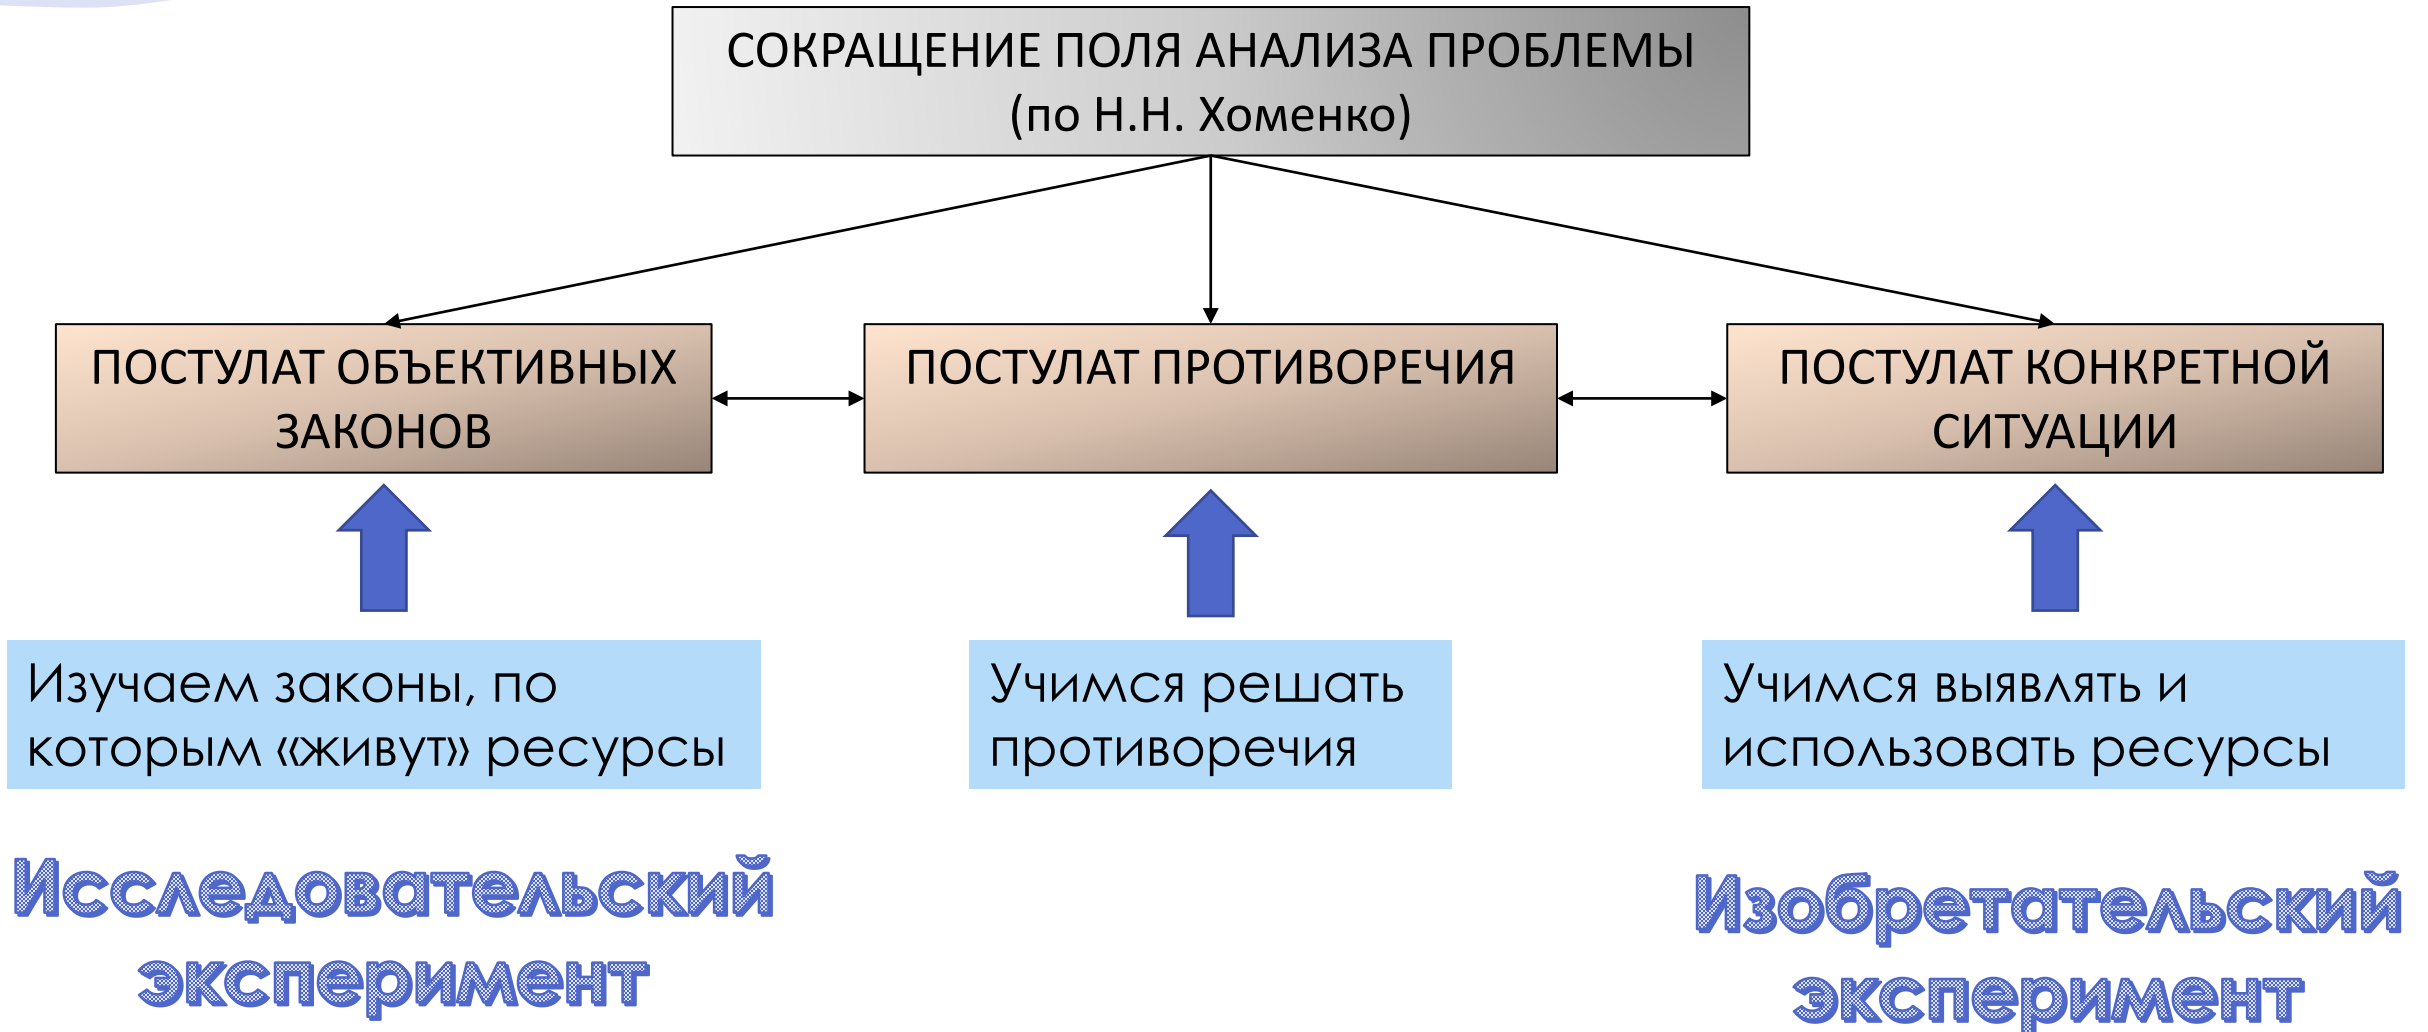 СОКРАЩЕНИЕ ПОЛЯ АНАЛИЗА ПРОБЛЕМЫ
(по Н.Н. Хоменко)
ПОСТУЛАТ ОБЪЕКТИВНЫХ
ЗАКОНОВ
ПОСТУЛАТ ПРОТИВОРЕЧИЯ
ПОСТУЛАТ КОНКРЕТНОЙ
СИТУАЦИИ
Изучаем законы, по
которым «живут» ресурсы
Учимся решать
противоречия
Учимся выявлять и
использовать ресурсы
Исследовательский
эксперимент
Изобретательский
эксперимент